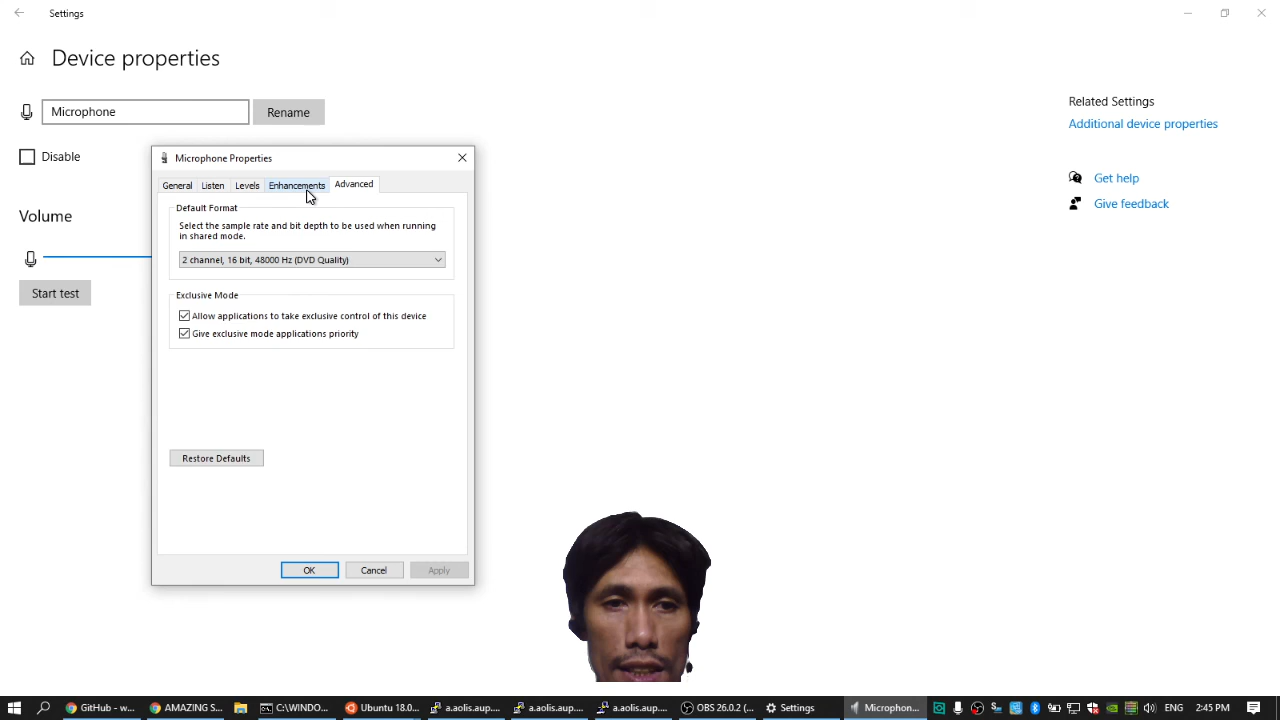 Settings
Device properties
Microphone
Rename
Disable
Volume
Start test
Related Settings
Additional device properties
Get help
Give feedback
Microphone Properties
General Listen Levels Enhancements Advanced
Default Format
Select the sample rate and bit depth to be used when running
in shared mode.
2 channel, 16 bit, 48000 Hz (DVD Quality)
Exclusive Mode
Allow applications to take exclusive control of this device
Give exclusive mode applications priority
Restore Defaults
OK Cancel Apply
GitHub - w... AMAZING S... C:\WINDO... Ubuntu 18.0... a.aolis.aup.... a.aolis.aup.... a.aolis.aup.... OBS 26.0.2 (... Settings Microphon... ENG 2:45 PM